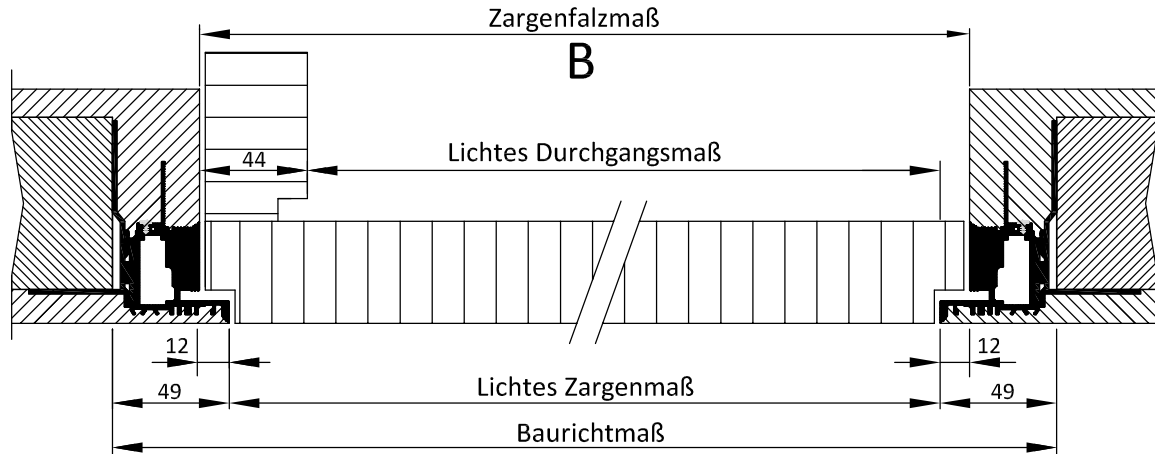 Zargenfalzmaß
B
44
Lichtes Durchgangsmaß
12
12
49
Lichtes Zargenmaß
49
Baurichtmaß